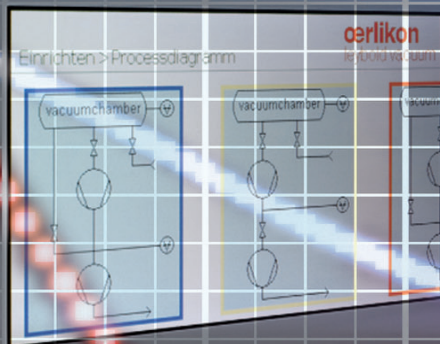 oerlikon
leybold vacuum
Einrichten > Processdiagramm
vacuumchamber
vacuumchamber